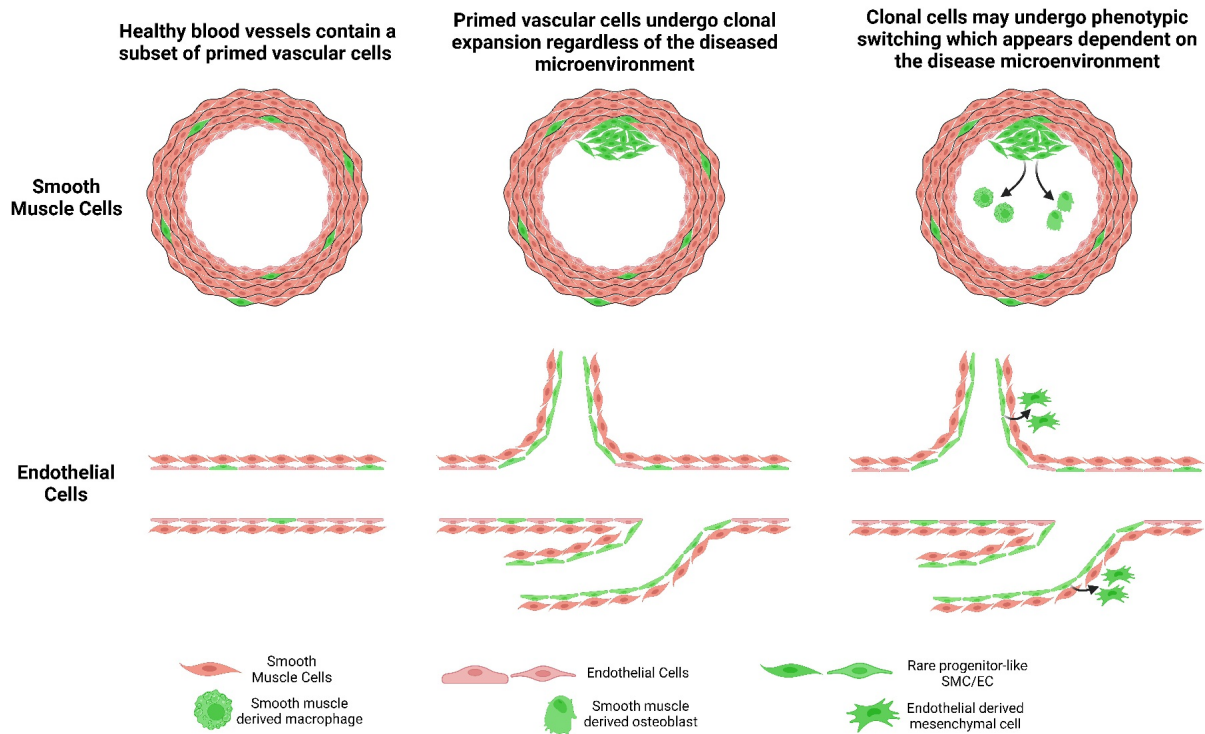 Healthy blood vessels contain a
subset of primed vascular cells
Primed vascular cells undergo clonal
expansion regardless of the diseased
microenvironment
Clonal cells may undergo phenotypic
switching which appears dependent on
the disease microenvironment
Smooth
Muscle Cells
Endothelial
Cells
Smooth
Muscle Cells
Endothelial Cells
Rare progenitor-like
SMC/EC
Smooth muscle
derived macrophage
Smooth muscle
derived osteoblast
Endothelial derived
mesenchymal cell